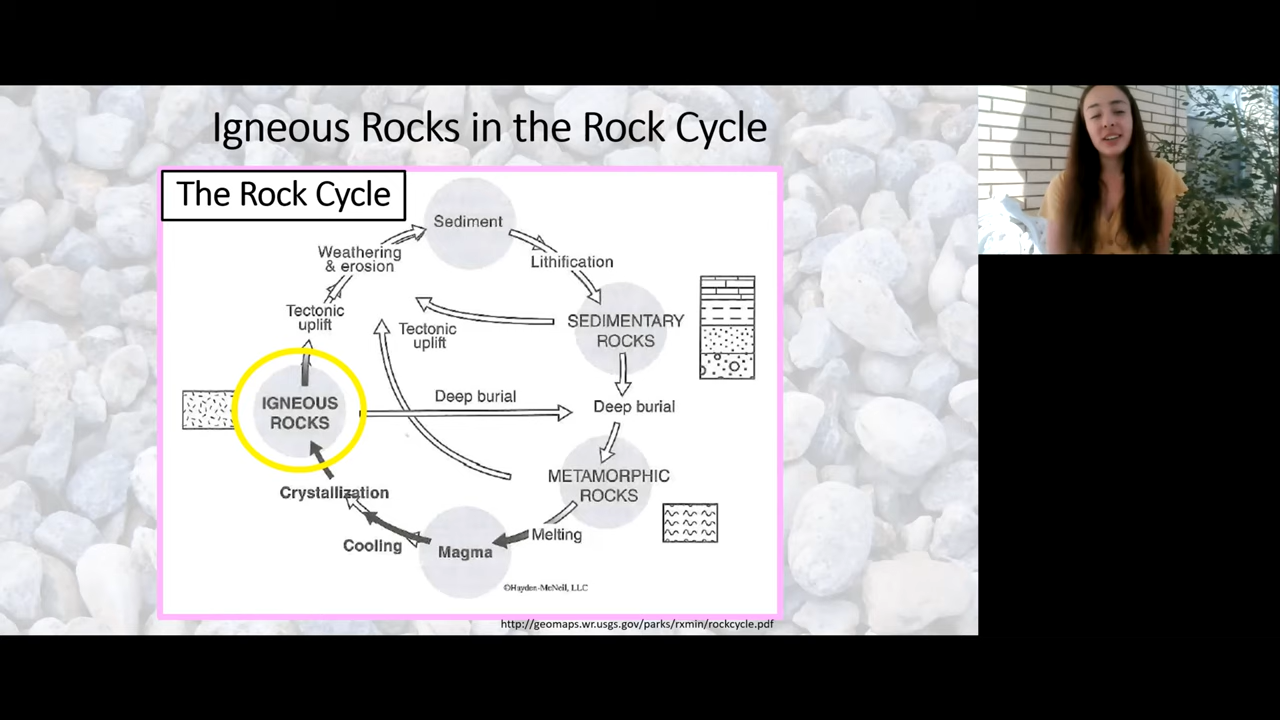 Igneous Rocks in the Rock Cycle
The Rock Cycle
Sediment
Weathering
& erosion
Lithification
Tectonic
uplift
Tectonic
uplift
SEDIMENTARY
ROCKS
IGNEOUS
ROCKS
Deep burial
Deep burial
METAMORPHIC
ROCKS
Crystallization
Cooling
Magma
Melting
©Hayden-McNeil, LLC
http://geomaps.wr.usgs.gov/parks/rxmin/rockcycle.pdf